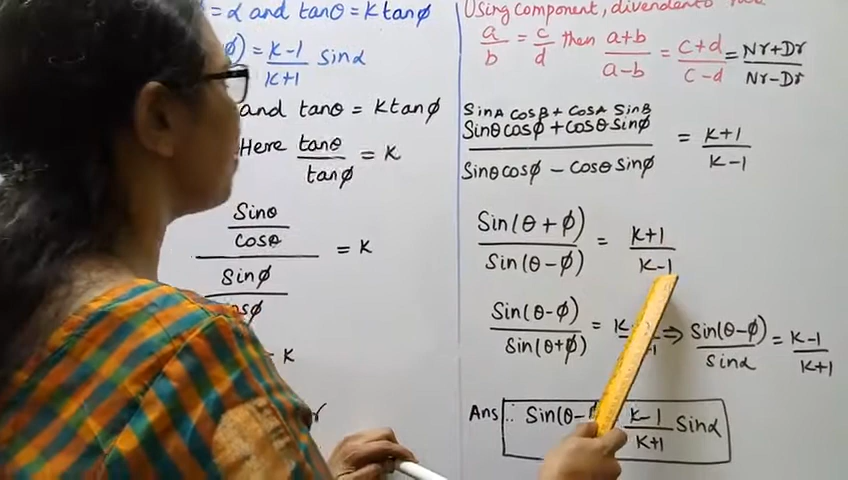 = α and tanθ = K tanφ
φ) = K-1/K+1 sinα
and tanθ = K tanφ
Here tanθ/tanφ = K
Sinθ/cosθ / sinφ/ = K
K
Using component, dividendo
a/b = c/d then a+b/a-b = c+d/c-d = Nr+Dr/Nr-Dr
SinA cosB + cosA SinB
Sinθcosφ + cosθ sinφ / Sinθcosφ - cosθ sinφ = K+1/K-1
Sin(θ+φ)/Sin(θ-φ) = K+1/K-1
Sin(θ-φ)/Sin(θ+φ) = K ⇒ Sin(θ-φ)/sinα = K-1/K+1
Ans ∴ Sin(θ- K-1/K+1 Sinα